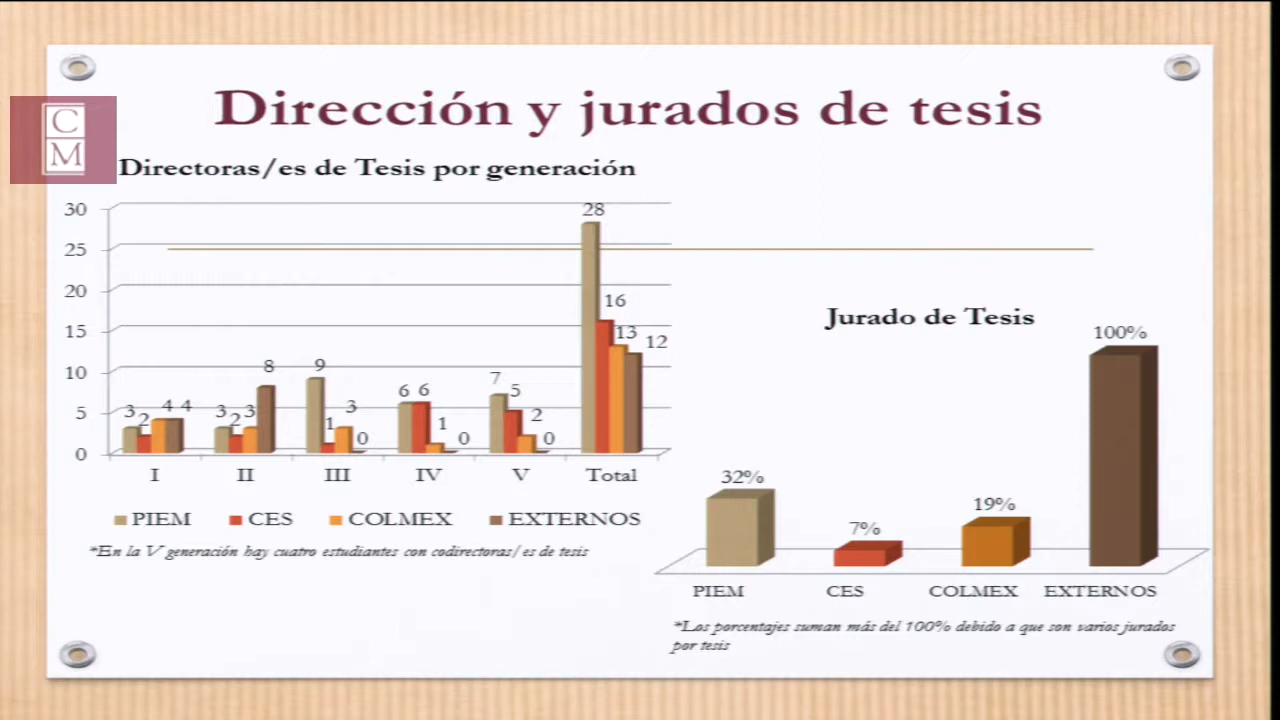 Dirección y jurados de tesis
C
M
Directoras/es de Tesis por generación
30
25
20
15
10
5
0
3 2 4 4
3 2 3 8
9 1 3 0
6 6 1 0
7 5 2 0
28 16 13 12
I II III IV V Total
PIEM CES COLMEX EXTERNOS
*En la V generación hay cuatro estudiantes con codirectoras/es de tesis
Jurado de Tesis
32% 7% 19% 100%
PIEM CES COLMEX EXTERNOS
*Los porcentajes suman más del 100% debido a que son varios jurados
por tesis